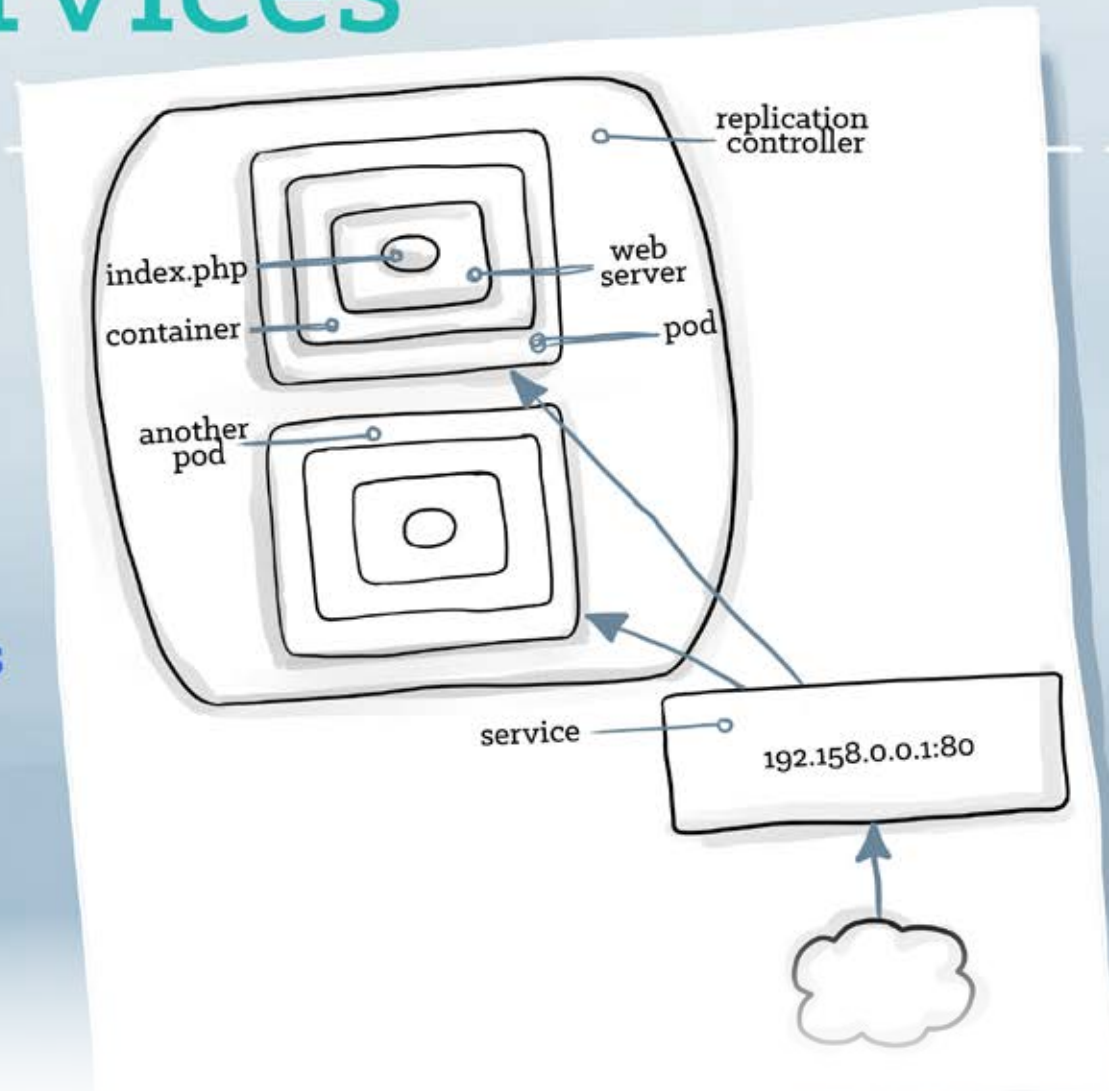 rvices
replication
controller
index.php
web
server
container
pod
another
pod
service
192.158.0.0.1:80
s